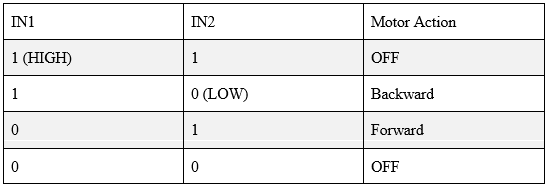 IN1 IN2 Motor Action
1 (HIGH) 1 OFF
1 0 (LOW) Backward
0 1 Forward
0 0 OFF